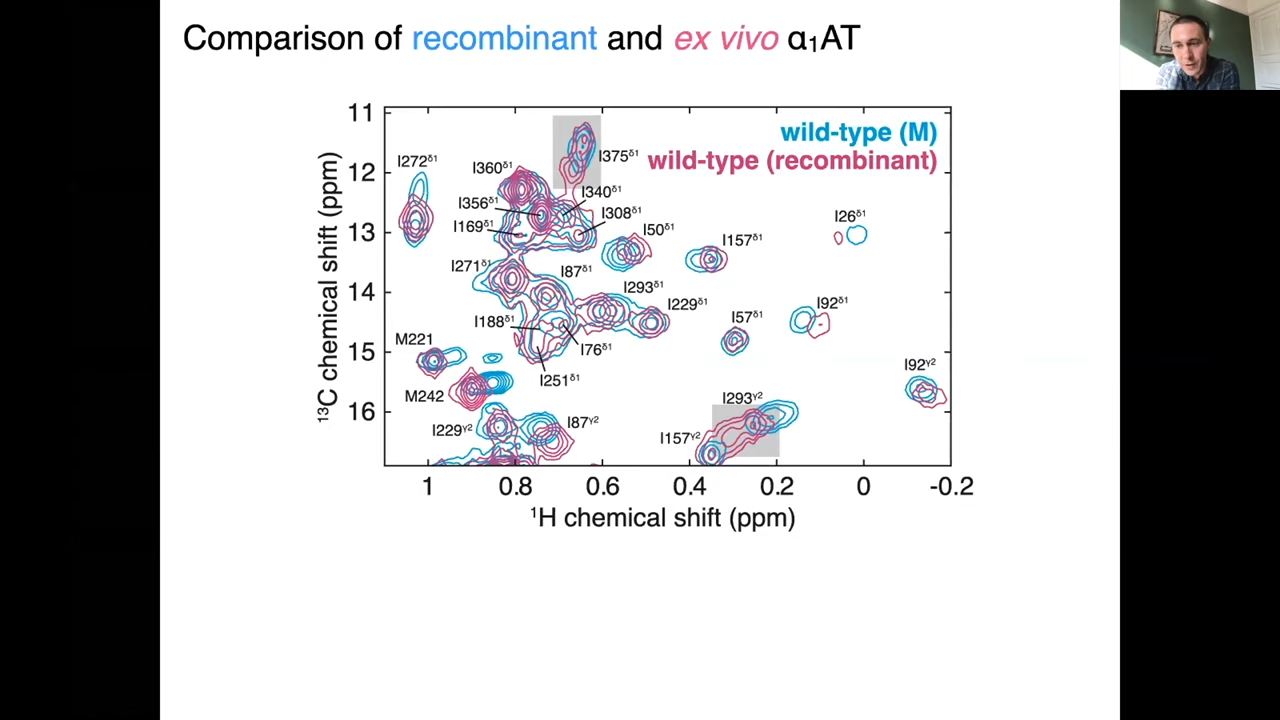 Comparison of recombinant and ex vivo α₁AT
wild-type (M)
wild-type (recombinant)
I272δ1
I360δ1
I375δ1
I356δ1
I340δ1
I308δ1
I169δ1
I50δ1
I157δ1
I26δ1
I271δ1
I87δ1
I293δ1
I229δ1
I188δ1
I76δ1
I57δ1
I92δ1
M221
I251δ1
M242
I92γ2
I293γ2
I229γ2
I87γ2
I157γ2
11
12
13
14
15
16
¹³C chemical shift (ppm)
1 0.8 0.6 0.4 0.2 0 -0.2
¹H chemical shift (ppm)